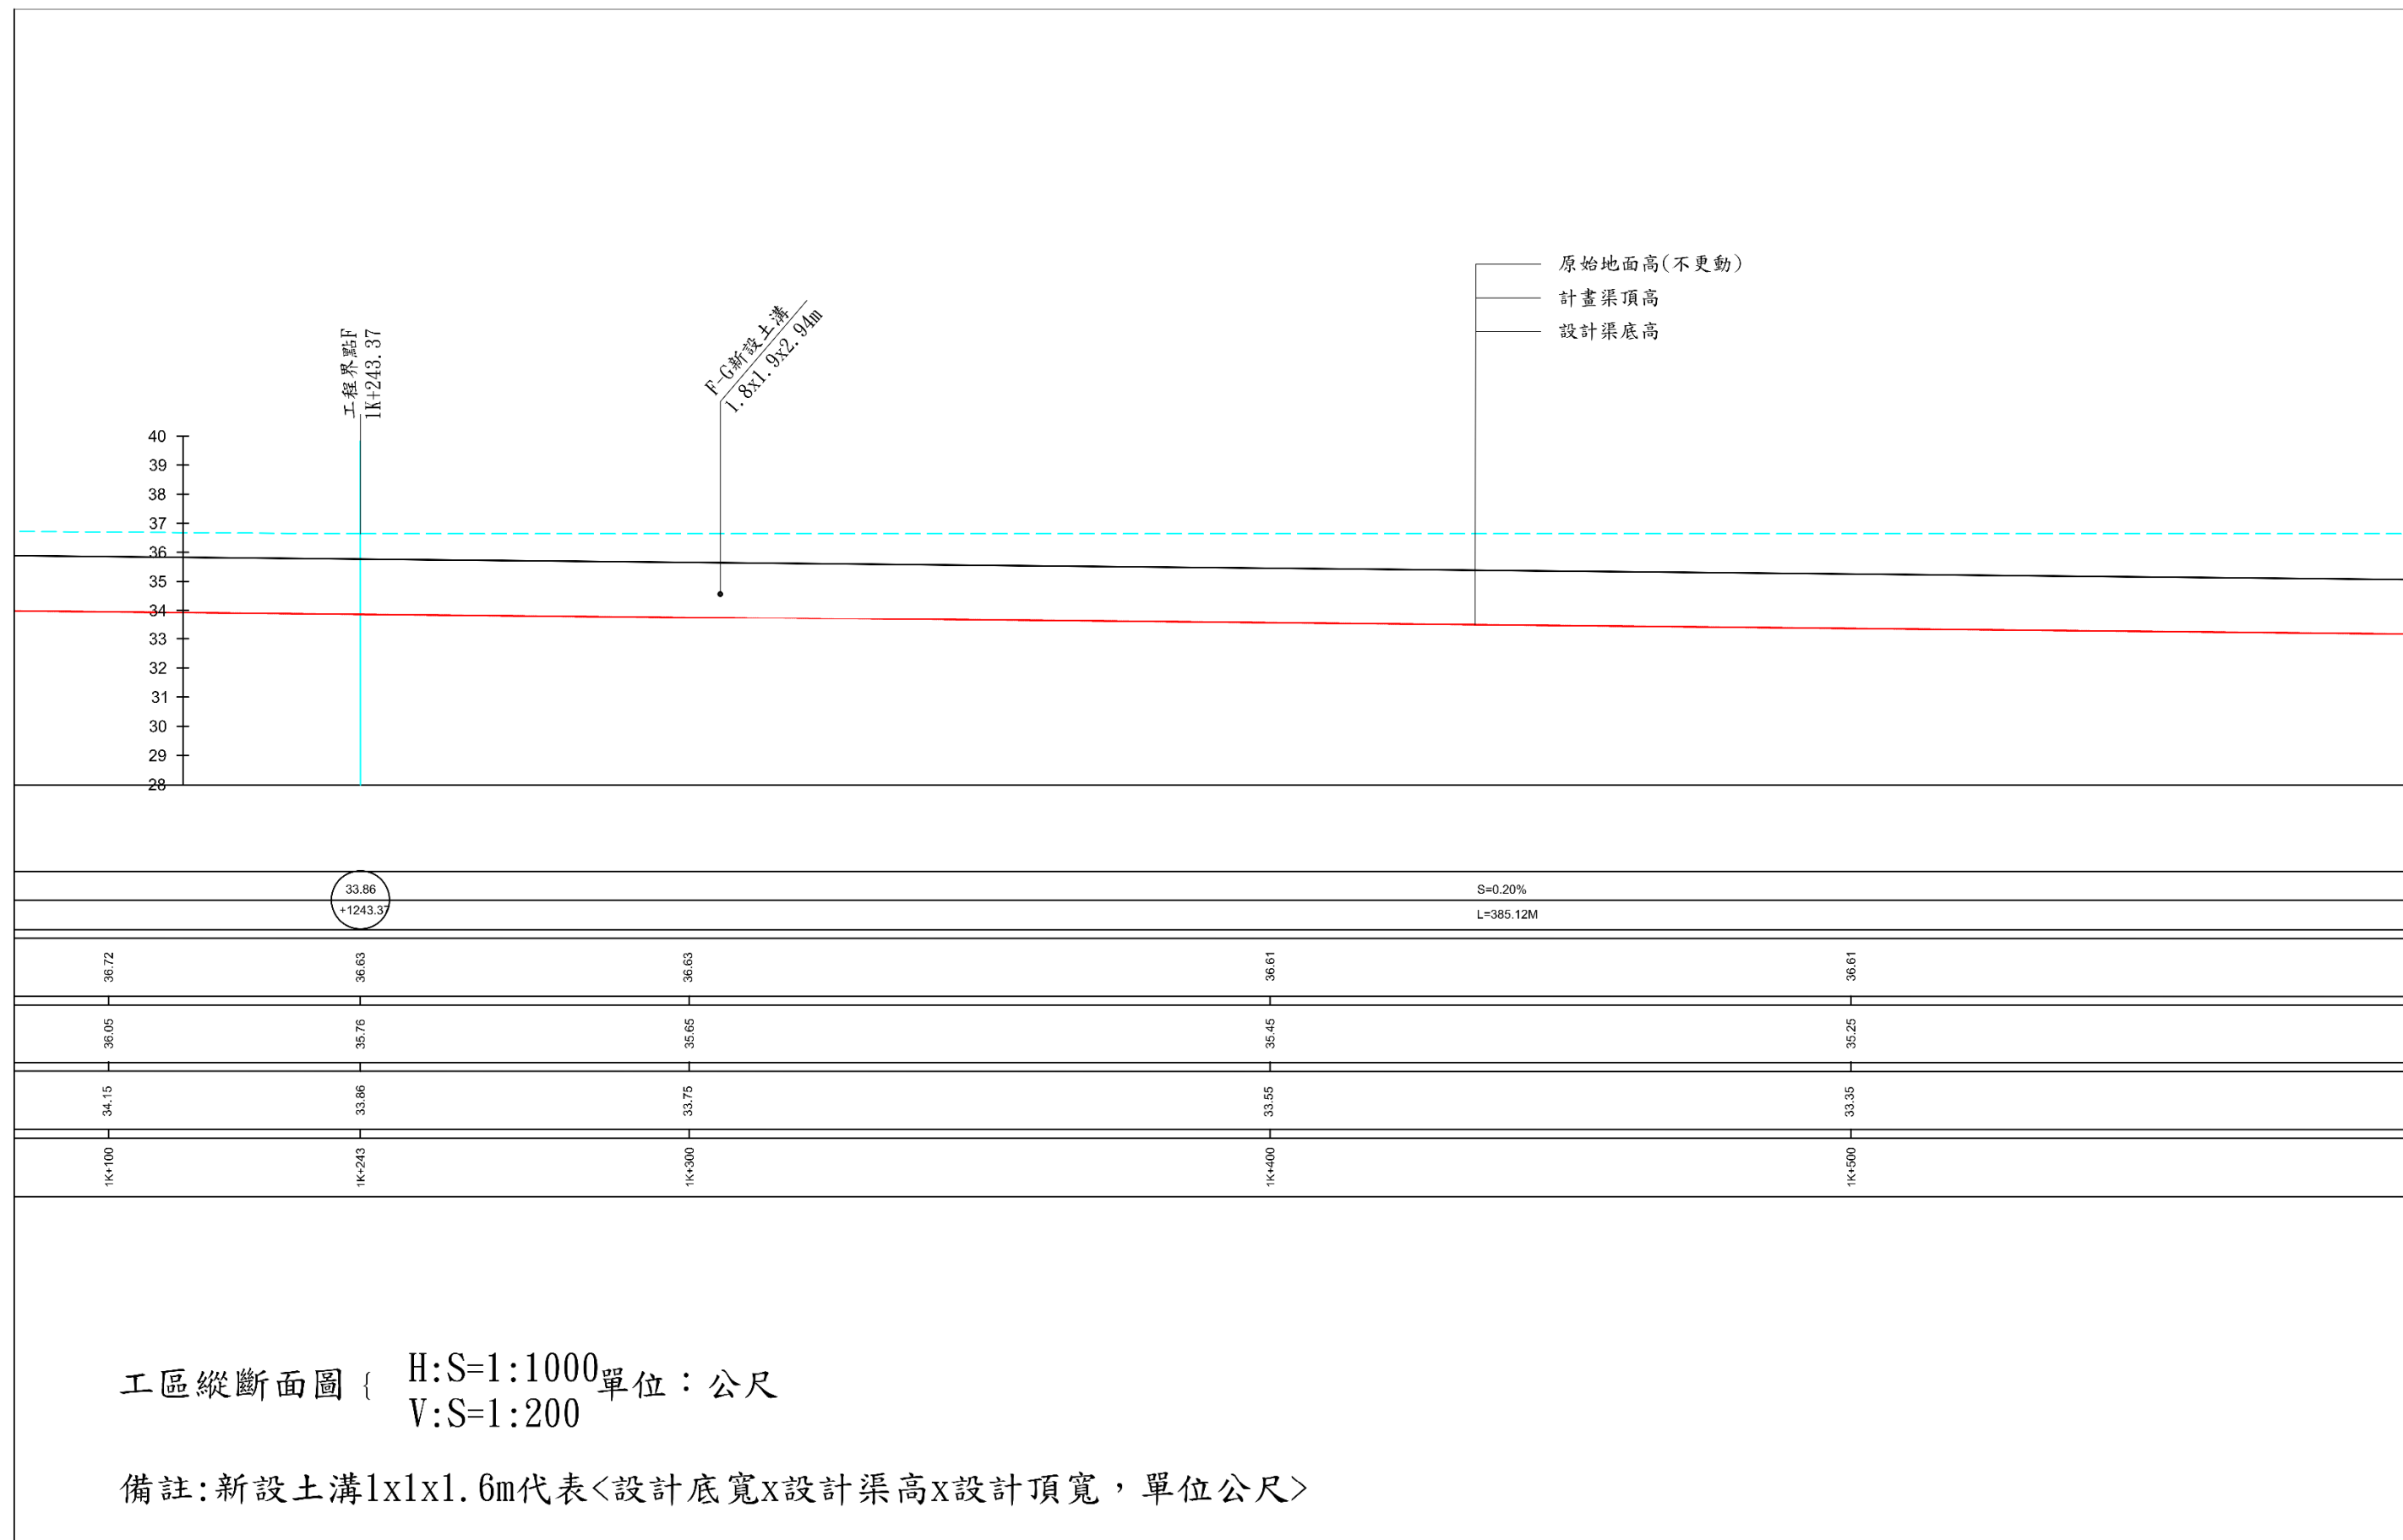 原始地面高(不更動)
計畫渠頂高
設計渠底高
工程界點F
1K+243.37
F-G新設土溝
1.8x1.9x2.94m
40
39
38
37
36
35
34
33
32
31
30
29
28
33.86
+1243.37
S=0.20%
L=385.12M
36.72 36.63 36.63 36.61 36.61
36.05 35.76 35.65 35.45 35.25
34.15 33.86 33.75 33.55 33.35
1K+100 1K+243 1K+300 1K+400 1K+500
工區縱斷面圖{ H:S=1:1000 單位：公尺
V:S=1:200
備註:新設土溝1x1x1.6m代表<設計底寬x設計渠高x設計頂寬，單位公尺>